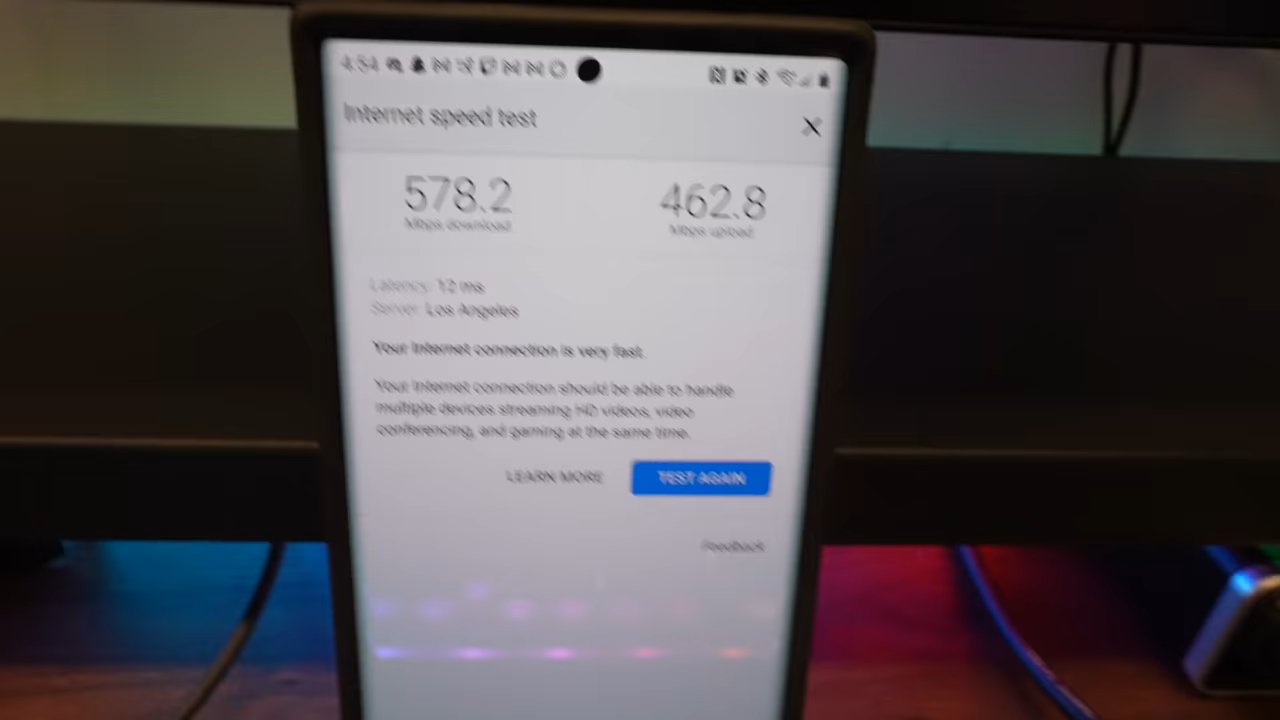 4:54
Internet speed test
578.2
Mbps download
462.8
Mbps upload
Latency: 12 ms
Server: Los Angeles
Your Internet connection is very fast.
Your Internet connection should be able to handle
multiple devices streaming HD videos, video
conferencing, and gaming at the same time.
LEARN MORE
TEST AGAIN
Feedback